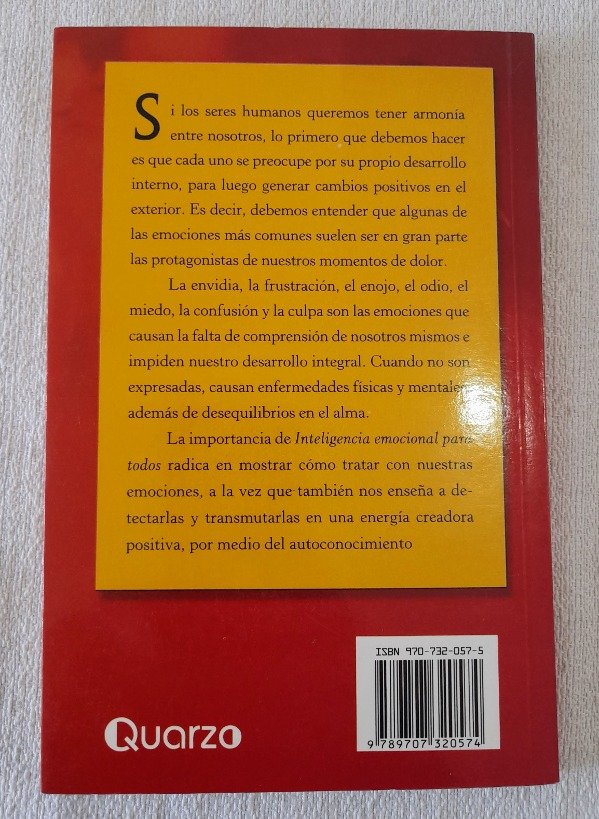 Si los seres humanos queremos tener armonía
entre nosotros, lo primero que debemos hacer
es que cada uno se preocupe por su propio desarrollo
interno, para luego generar cambios positivos en el
exterior. Es decir, debemos entender que algunas de
las emociones más comunes suelen ser en gran parte
las protagonistas de nuestros momentos de dolor.
La envidia, la frustración, el enojo, el odio, el
miedo, la confusión y la culpa son las emociones que
causan la falta de comprensión de nosotros mismos e
impiden nuestro desarrollo integral. Cuando no son
expresadas, causan enfermedades físicas y mentales
además de desequilibrios en el alma.
La importancia de Inteligencia emocional para
todos radica en mostrar cómo tratar con nuestras
emociones, a la vez que también nos enseña a de-
tectarlas y transmutarlas en una energía creadora
positiva, por medio del autoconocimiento
ISBN 970-732-057-5
9 789707 320574
Quarzo